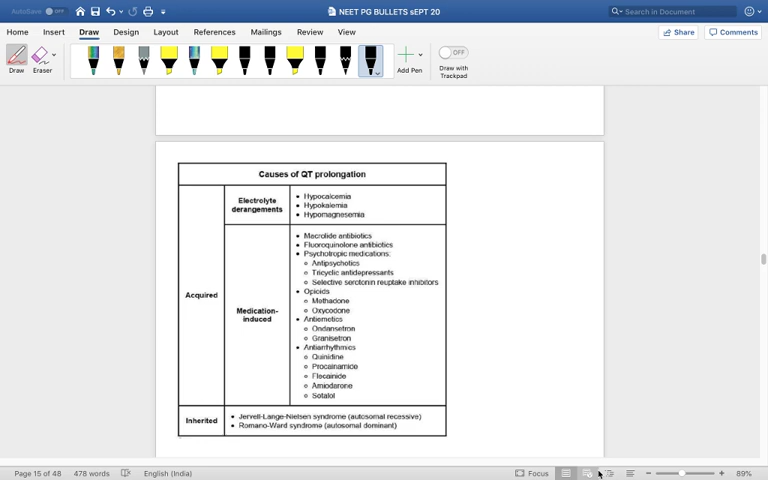 AutoSave OFF NEET PG BULLETS sEPT 20 Search in Document
Home Insert Draw Design Layout References Mailings Review View Share Comments
OFF
Draw Eraser Add Pen Draw with
Trackpad
Causes of QT prolongation
Acquired
Electrolyte
derangements
• Hypocalcemia
• Hypokalemia
• Hypomagnesemia
Medication-
induced
• Macrolide antibiotics
• Fluoroquinolone antibiotics
• Psychotropic medications:
o Antipsychotics
o Tricyclic antidepressants
o Selective serotonin reuptake inhibitors
• Opioids
o Methadone
o Oxycodone
• Antiemetics
o Ondansetron
o Granisetron
• Antiarrhythmics
o Quinidine
o Procainamide
o Flecainide
o Amiodarone
o Sotalol
Inherited
• Jervell-Lange-Nielsen syndrome (autosomal recessive)
• Romano-Ward syndrome (autosomal dominant)
Page 15 of 48 478 words English (India) Focus 89%